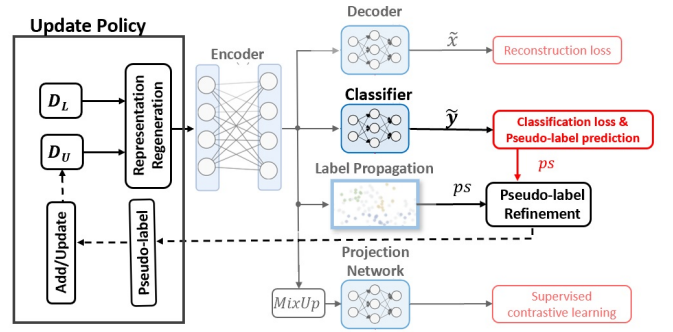 Update Policy
D_L
D_U
Representation
Regeneration
Add/Update
Pseudo-label
Encoder
Decoder
x̃
Reconstruction loss
Classifier
ỹ
Classification loss &
Pseudo-label prediction
ps
Label Propagation
ps
Pseudo-label
Refinement
Projection
Network
MixUp
Supervised
contrastive learning